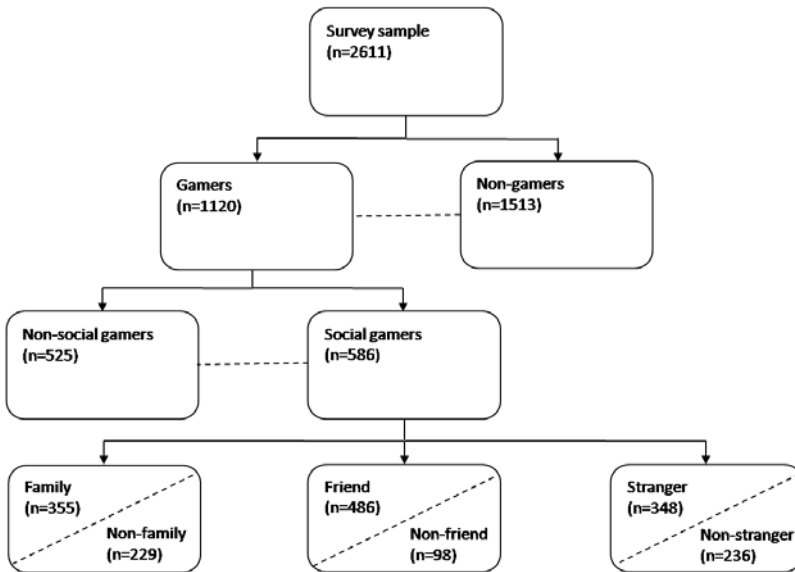 Survey sample
(n=2611)
Gamers
(n=1120)
Non-gamers
(n=1513)
Non-social gamers
(n=525)
Social gamers
(n=586)
Family
(n=355)
Non-family
(n=229)
Friend
(n=486)
Non-friend
(n=98)
Stranger
(n=348)
Non-stranger
(n=236)